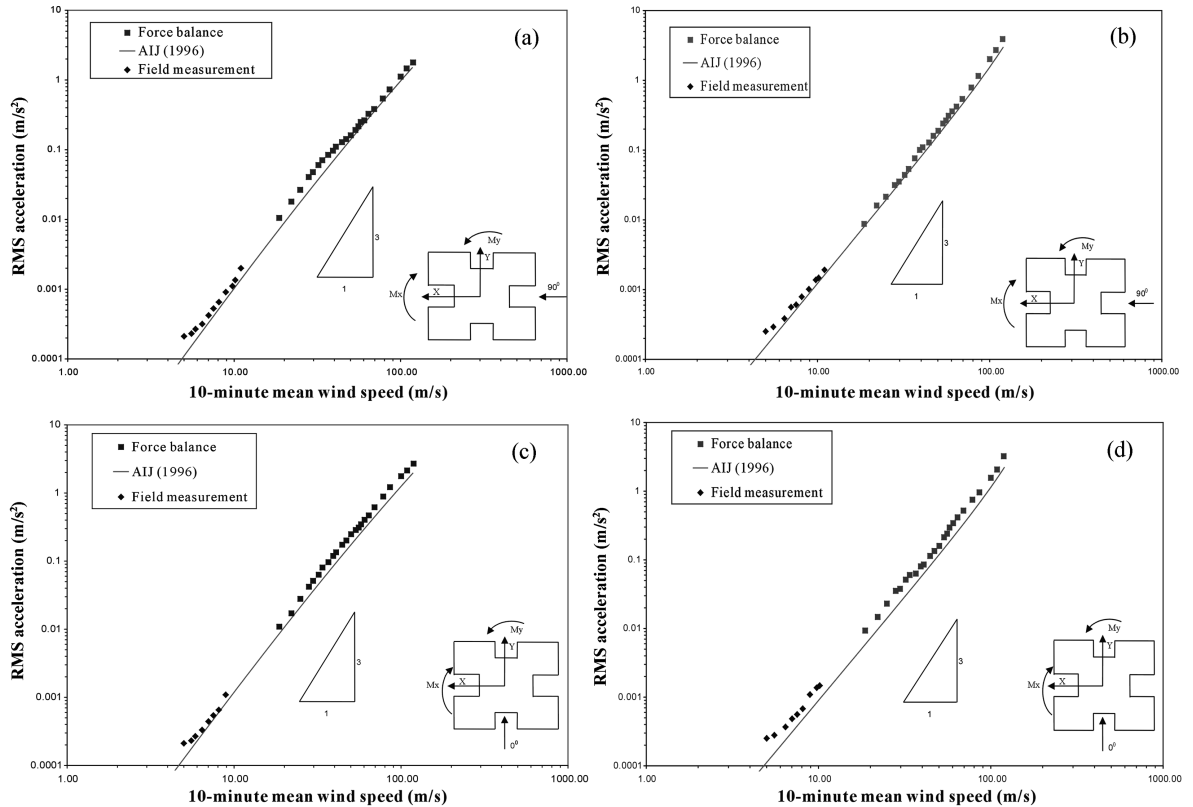 (a)
Force balance
AIJ (1996)
Field measurement
RMS acceleration (m/s²)
10
1
0.1
0.01
0.001
0.0001
1.00
10.00
100.00
1000.00
10-minute mean wind speed (m/s)
3
1
My
Y
X
Mx
90⁰
(b)
Force balance
AIJ (1996)
Field measurement
RMS acceleration (m/s²)
10
1
0.1
0.01
0.001
0.0001
1.00
10.00
100.00
1000.00
10-minute mean wind speed (m/s)
3
1
My
Y
X
Mx
90⁰
(c)
Force balance
AIJ (1996)
Field measurement
RMS acceleration (m/s²)
10
1
0.1
0.01
0.001
0.0001
1.00
10.00
100.00
1000.00
10-minute mean wind speed (m/s)
3
1
My
Y
X
Mx
0⁰
(d)
Force balance
AIJ (1996)
Field measurement
RMS acceleration (m/s²)
10
1
0.1
0.01
0.001
0.0001
1.00
10.00
100.00
1000.00
10-minute mean wind speed (m/s)
3
1
My
Y
X
Mx
0⁰